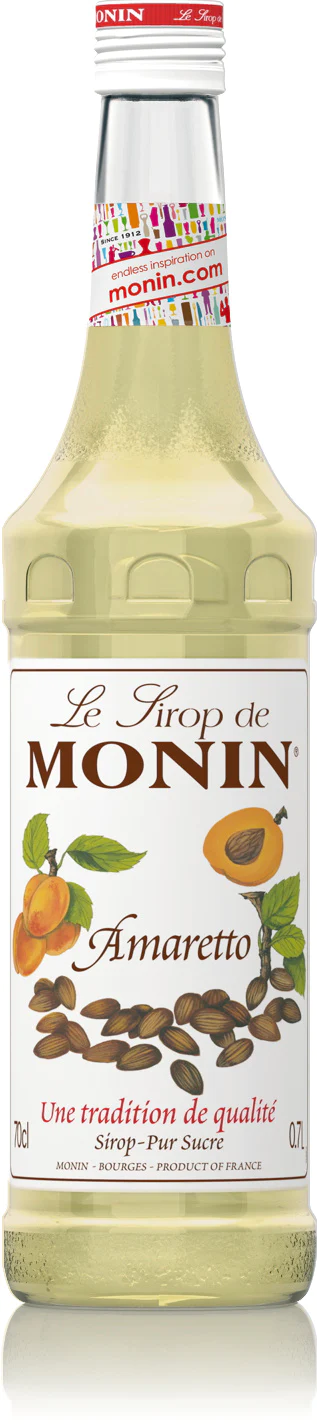 ONIN Le Sirop de
SINCE 1912
endless inspiration on
monin.com
Le Sirop de
MONIN®
Amaretto
Une tradition de qualité
70cl Sirop-Pur Sucre 0.7L
MONIN - BOURGES - PRODUCT OF FRANCE